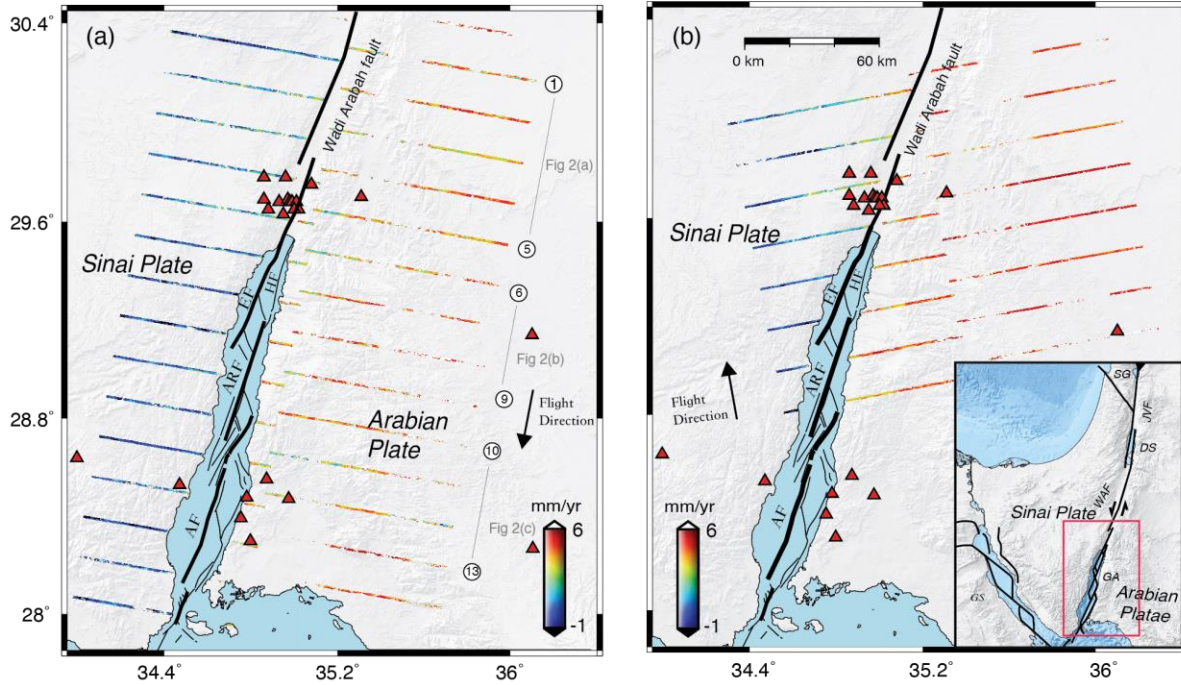 (a)
30.4˚
29.6˚
28.8˚
28˚
34.4
35.2
36˚
Wadi Arabah fault
1
Fig 2(a)
5
6
Fig 2(b)
9
Flight
Direction
10
Fig 2(c)
13
Sinai Plate
Arabian
Plate
EF
HF
ARF
AF
mm/yr
6
-1
(b)
0 km
60 km
Wadi Arabah fault
Sinai Plate
EF
HF
ARF
AF
Flight
Direction
mm/yr
6
-1
34.4
35.2
36˚
SG
JVF
DS
WAF
Sinai Plate
GA
GS
Arabian
Platae